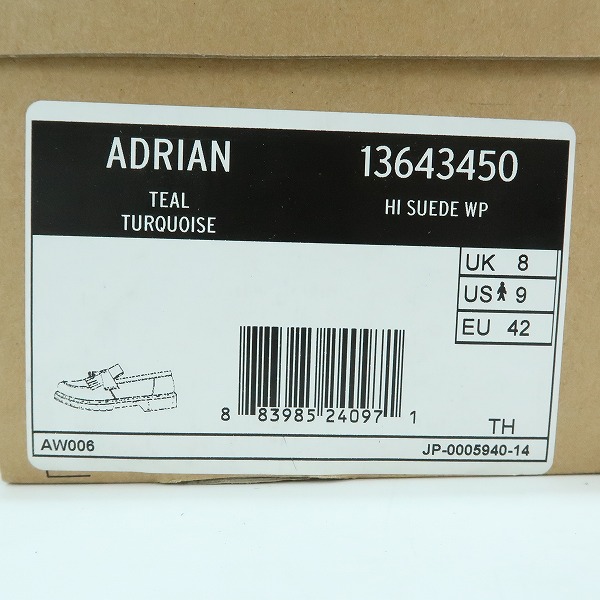 ADRIAN
13643450
TEAL
TURQUOISE
HI SUEDE WP
UK 8
US 9
EU 42
8 83985 24097 1
TH
AW006
JP-0005940-14